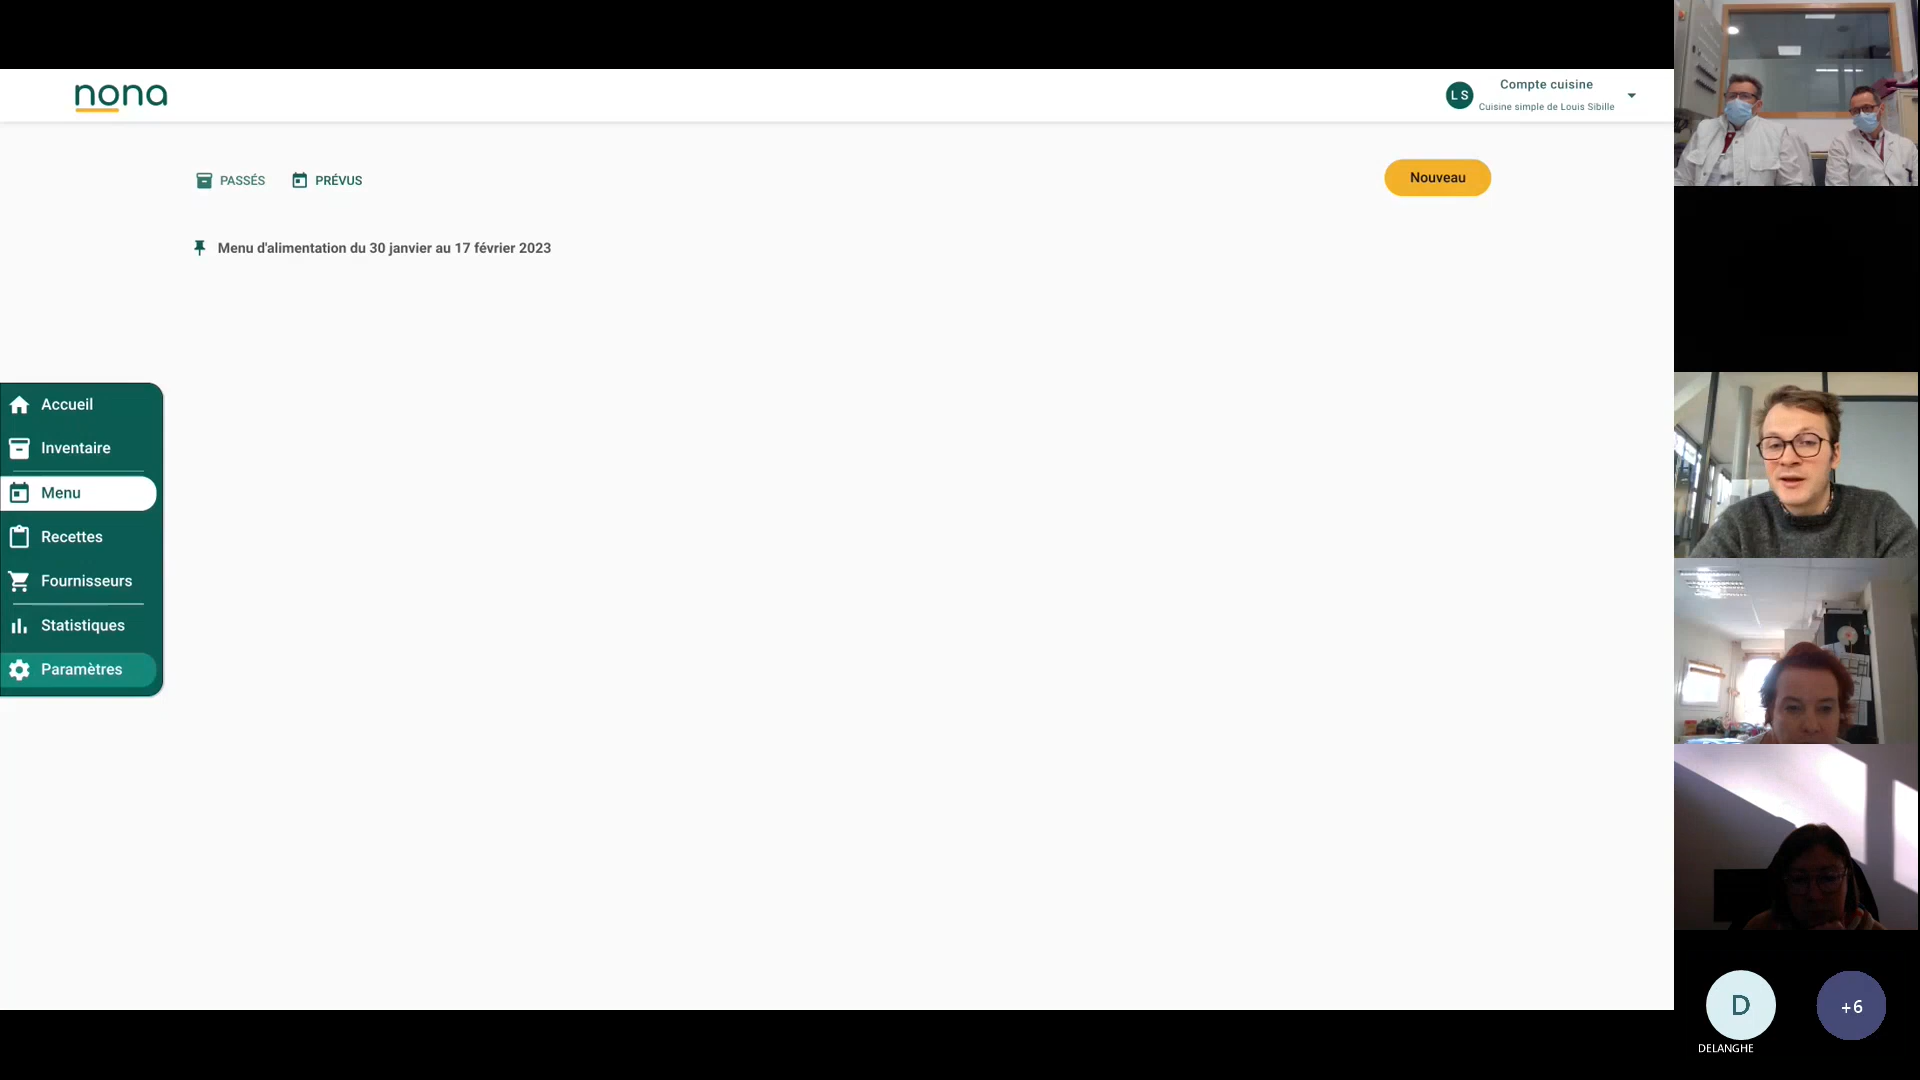 nona
L S
Compte cuisine
Cuisine simple de Louis Sibille
PASSÉS
PRÉVUS
Nouveau
Menu d'alimentation du 30 janvier au 17 février 2023
Accueil
Inventaire
Menu
Recettes
Fournisseurs
Statistiques
Paramètres
D
+6
DELANGHE